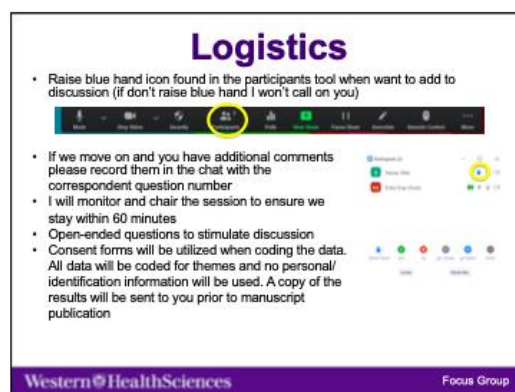 Logistics
• Raise blue hand icon found in the participants tool when want to add to
discussion (if don't raise blue hand I won't call on you)
• If we move on and you have additional comments
please record them in the chat with the
correspondent question number
• I will monitor and chair the session to ensure we
stay within 60 minutes
• Open-ended questions to stimulate discussion
• Consent forms will be utilized when coding the data.
All data will be coded for themes and no personal/
identification information will be used. A copy of the
results will be sent to you prior to manuscript
publication
Western HealthSciences
Focus Group